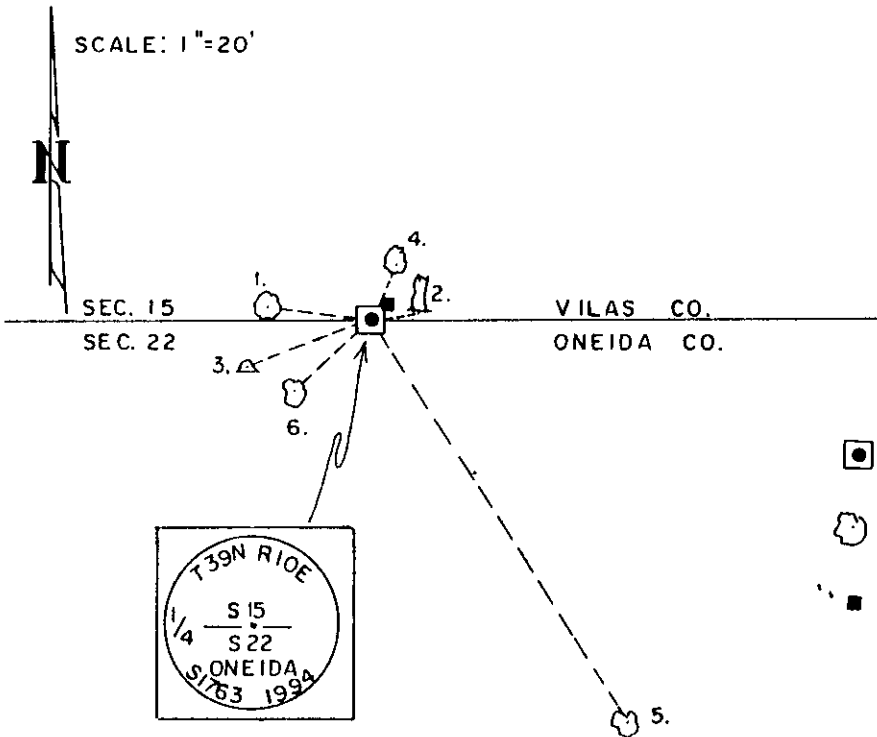 SCALE: 1"=20'
N
4.
1.
2.
SEC. 15
VILAS CO.
SEC. 22
ONEIDA CO.
3.
6.
T39N R10E
1/4
S 15
S 22
ONEIDA
S1763 1994
5.